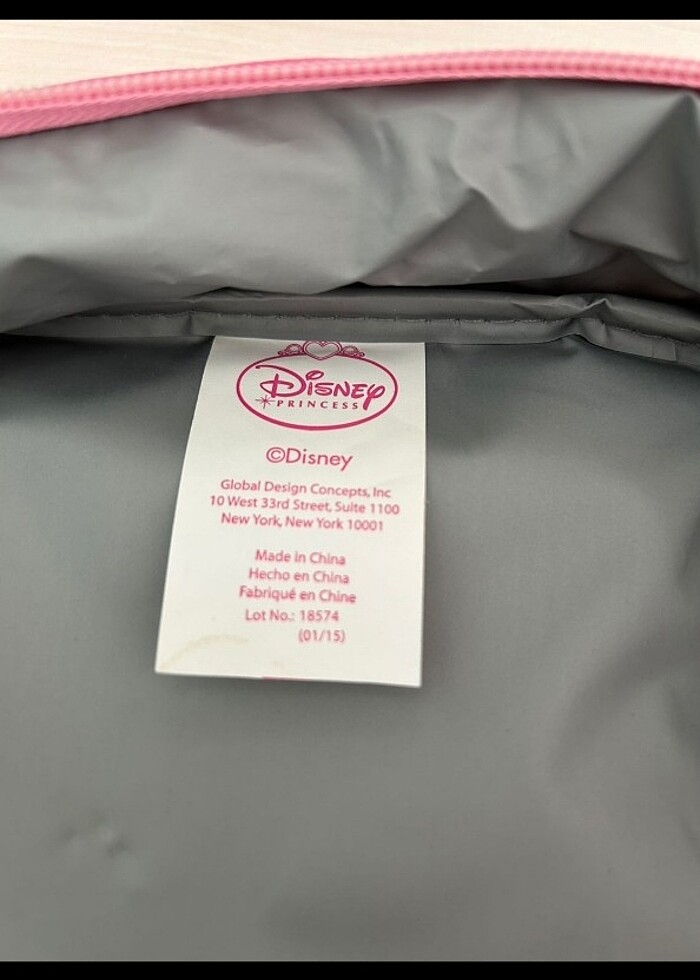 Disney
PRINCESS
©Disney
Global Design Concepts, Inc
10 West 33rd Street, Suite 1100
New York, New York 10001
Made in China
Hecho en China
Fabriqué en Chine
Lot No.: 18574
(01/15)